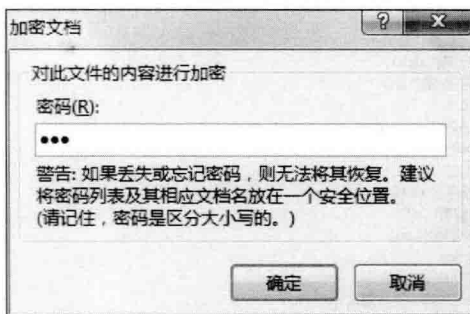 加密文档
对此文件的内容进行加密
密码(R):
●●●
警告: 如果丢失或忘记密码，则无法将其恢复。建议
将密码列表及其相应文档名放在一个安全位置。
(请记住，密码是区分大小写的。)
确定 取消